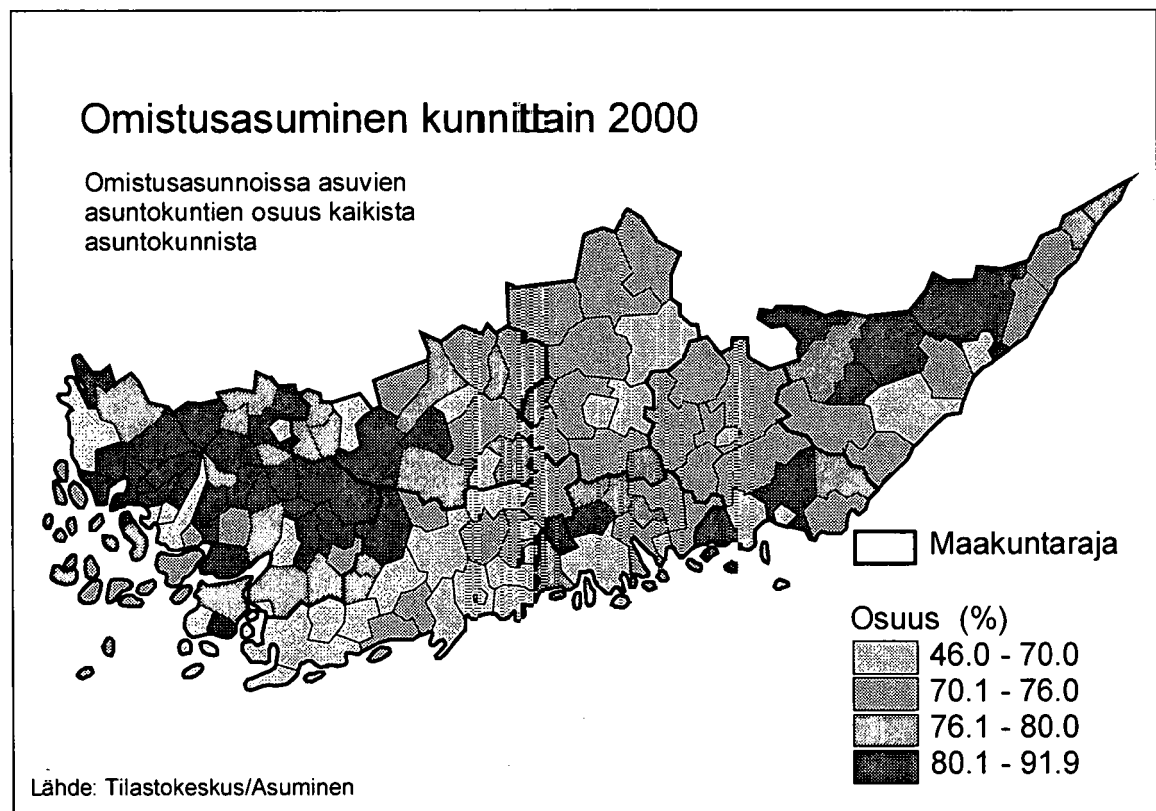 Omistusasuminen kunnittain 2000
Omistusasunnoissa asuvien
asuntokuntien osuus kaikista
asuntokunnista
Maakuntaraja
Osuus (%)
46.0 - 70.0
70.1 - 76.0
76.1 - 80.0
80.1 - 91.9
Lähde: Tilastokeskus/Asuminen